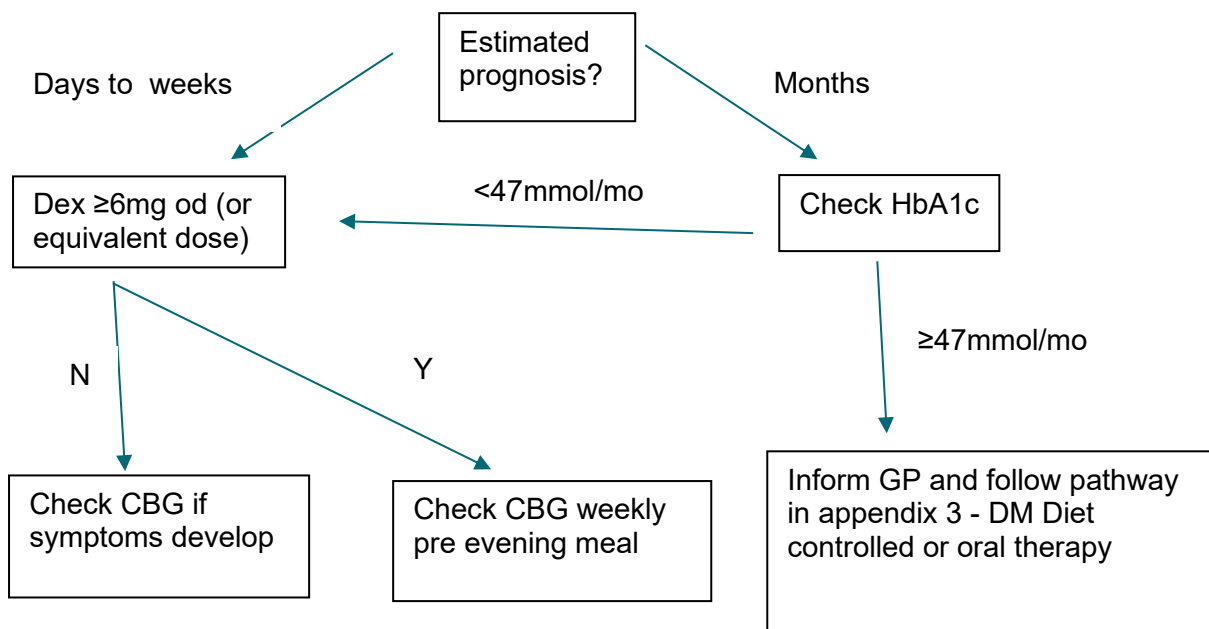 Estimated
prognosis?
Days to weeks
Months
Dex ≥6mg od (or
equivalent dose)
<47mmol/mo
Check HbA1c
≥47mmol/mo
N
Y
Check CBG if
symptoms develop
Check CBG weekly
pre evening meal
Inform GP and follow pathway
in appendix 3 - DM Diet
controlled or oral therapy